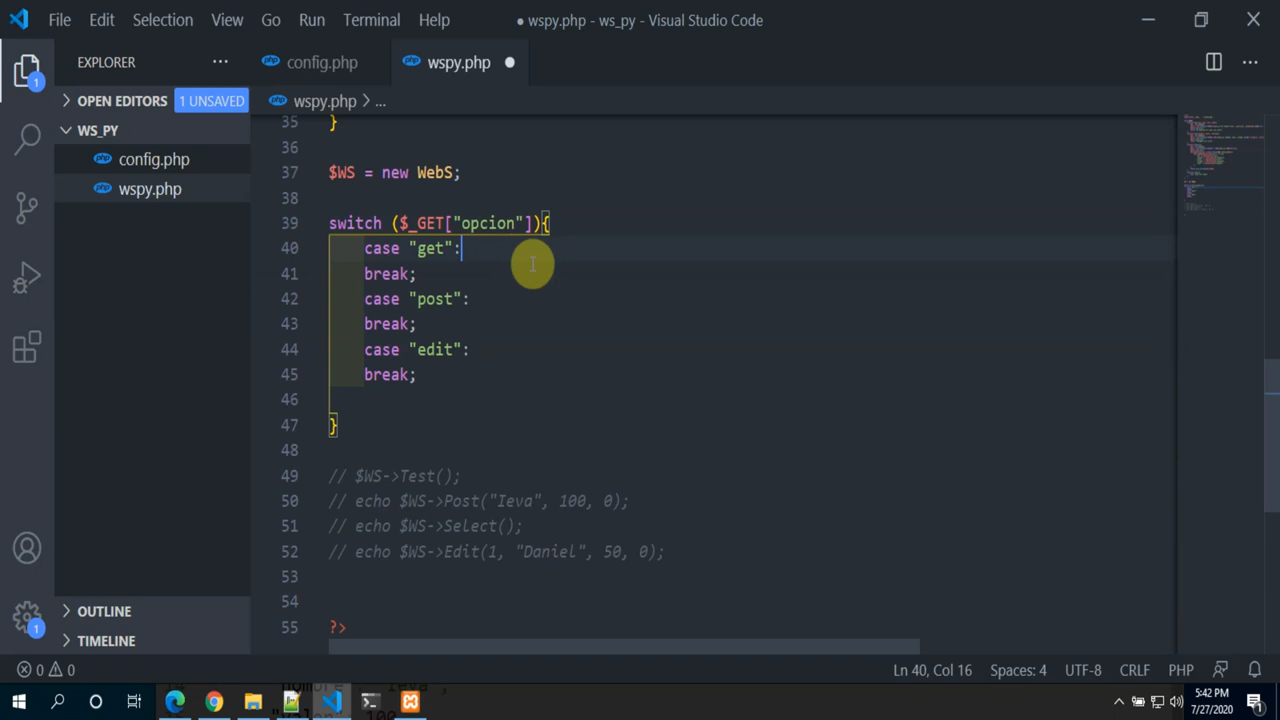 File Edit Selection View Go Run Terminal Help
● wspy.php - ws_py - Visual Studio Code
EXPLORER ···
config.php
wspy.php
OPEN EDITORS 1 UNSAVED
wspy.php > ...
WS_PY
config.php
wspy.php
35 }
36
37 $WS = new WebS;
38
39 switch ($_GET["opcion"]){
40 case "get":
41 break;
42 case "post":
43 break;
44 case "edit":
45 break;
46
47 }
48
49 // $WS->Test();
50 // echo $WS->Post("Ieva", 100, 0);
51 // echo $WS->Select();
52 // echo $WS->Edit(1, "Daniel", 50, 0);
53
54
55 ?>
1
1
OUTLINE
TIMELINE
0 0 Ln 40, Col 16 Spaces: 4 UTF-8 CRLF PHP
5:42 PM
7/27/2020
1